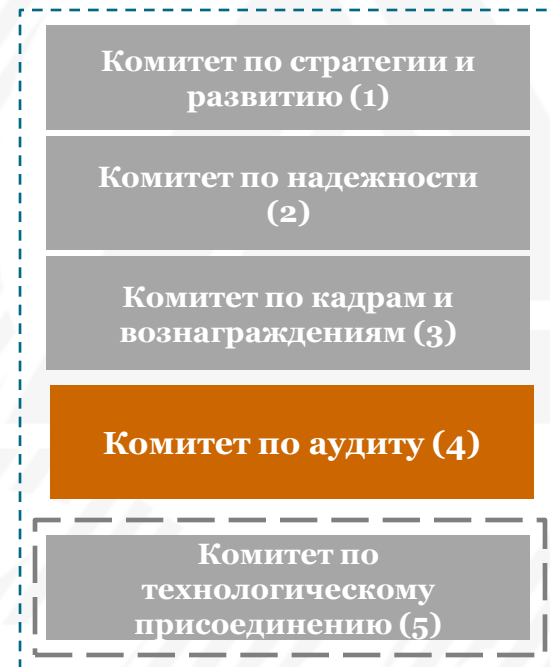 Комитет по стратегии и
развитию (1)
Комитет по надежности
(2)
Комитет по кадрам и
вознаграждениям (3)
Комитет по аудиту (4)
Комитет по
технологическому
присоединению (5)